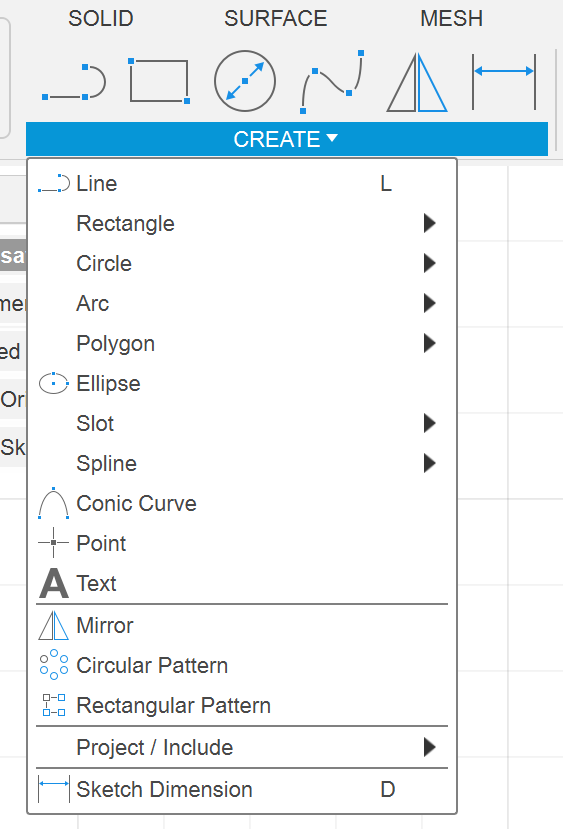 SOLID SURFACE MESH
CREATE
Line L
Rectangle
Circle
Arc
Polygon
Ellipse
Slot
Spline
Conic Curve
Point
A Text
Mirror
Circular Pattern
Rectangular Pattern
Project / Include
Sketch Dimension D
sa
me
ed
Or
Sk